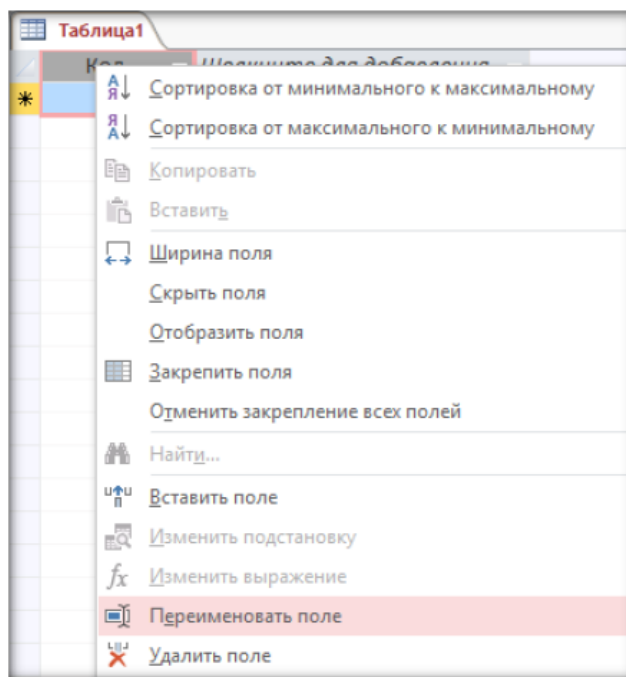 Таблица1
Сортировка от минимального к максимальному
Сортировка от максимального к минимальному
Копировать
Вставить
Ширина поля
Скрыть поля
Отобразить поля
Закрепить поля
Отменить закрепление всех полей
Найти...
Вставить поле
Изменить подстановку
Изменить выражение
Переименовать поле
Удалить поле